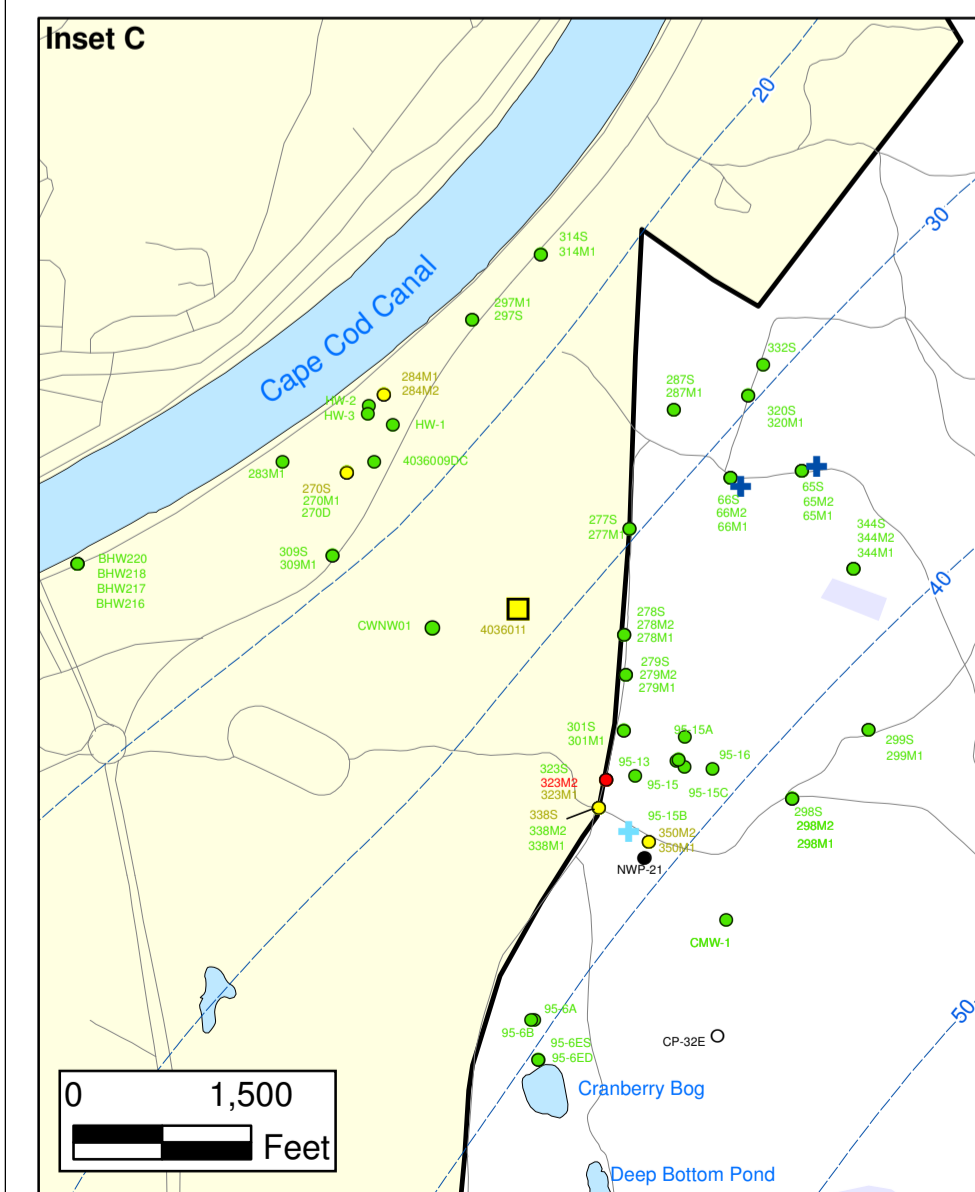 Inset C
20
30
314S
314M1
Cape Cod Canal
297M1
297S
332S
284M1
284M2
287S
287M1
HW-2
HW-3
HW-1
320S
320M1
283M1
4036009DC
270S
270M1
270D
66S
66M2
66M1
65S
65M2
65M1
277S
277M1
344S
344M2
344M1
309S
309M1
BHW220
BHW218
BHW217
BHW216
40
CWNW01
4036011
278S
278M2
278M1
279S
279M2
279M1
301S
301M1
95-15A
299S
299M1
95-13
95-16
323S
323M2
323M1
95-15
95-15C
338S
338M2
338M1
95-15B
298S
298M2
298M1
350M2
350M1
NWP-21
CMW-1
50
95-6A
95-6B
CP-32E
95-6ES
95-6ED
Cranberry Bog
0 1,500
Feet
Deep Bottom Pond